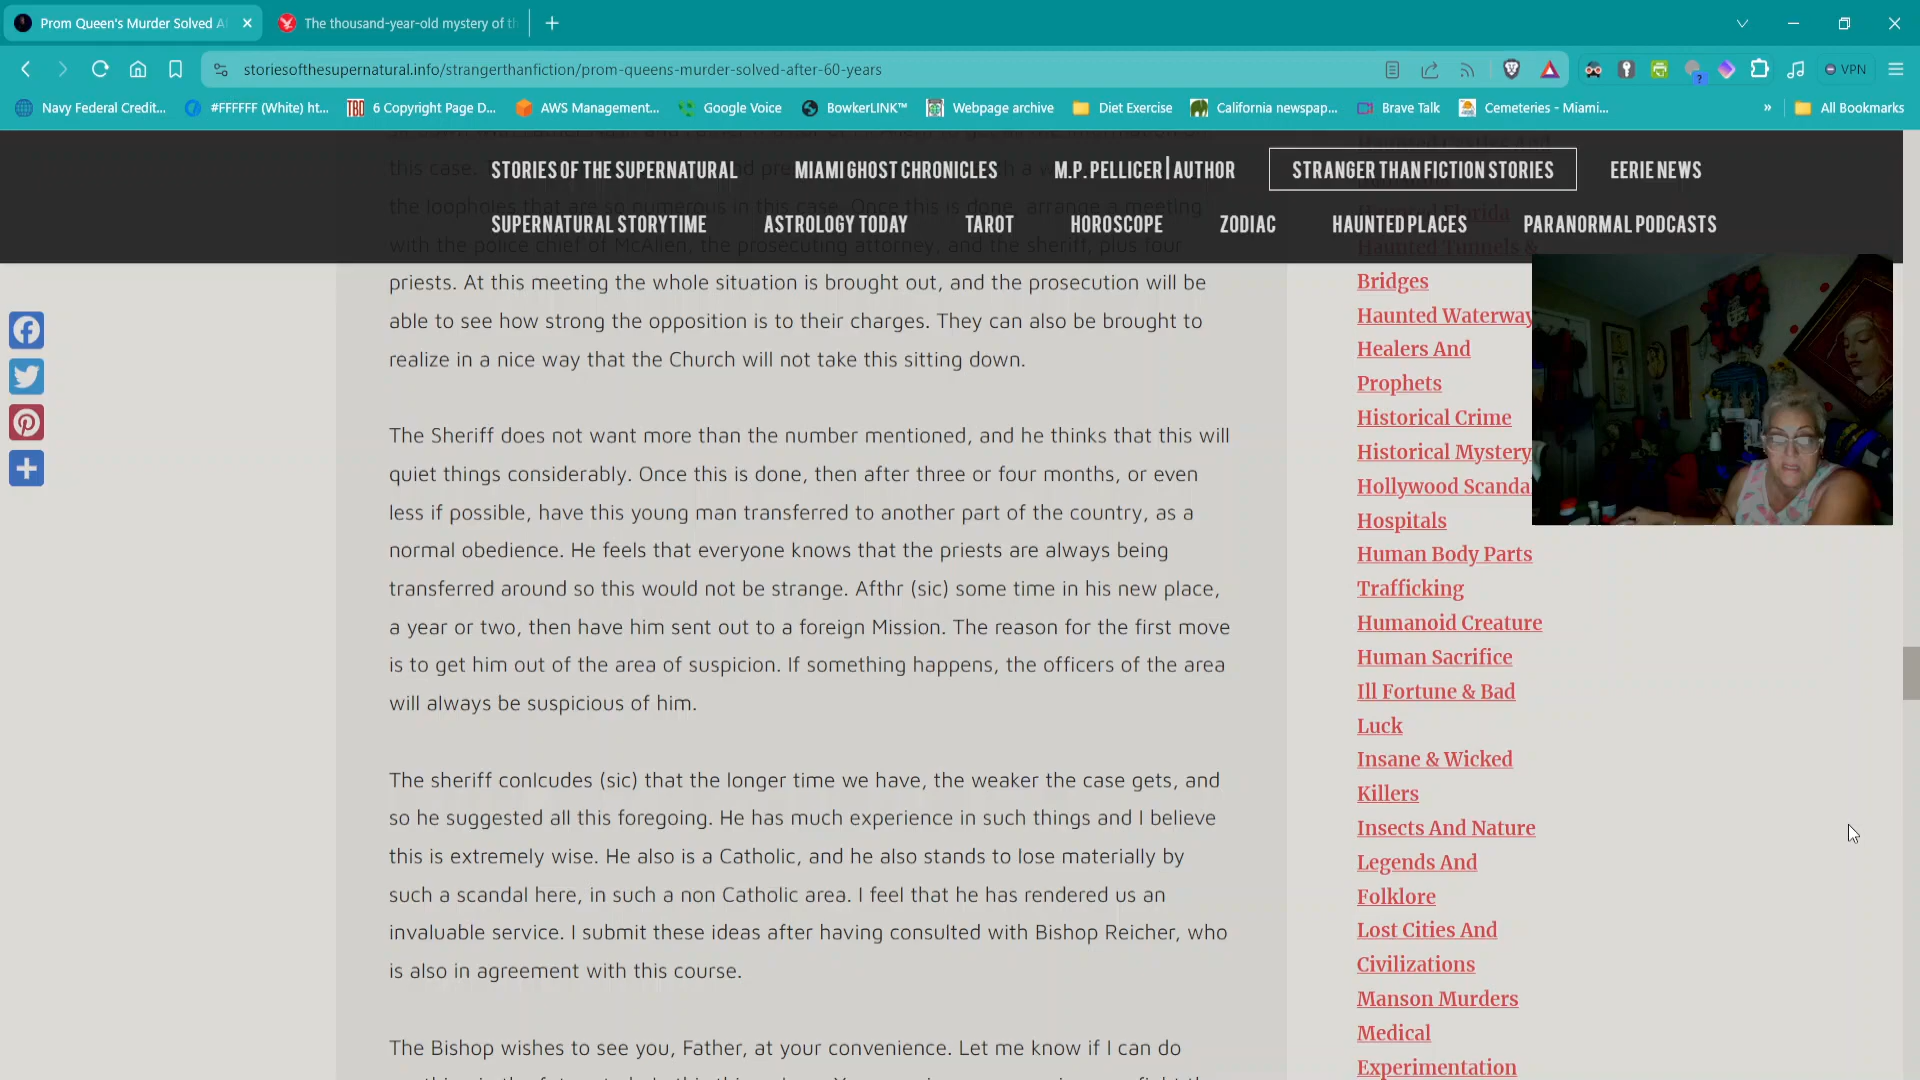 Prom Queen's Murder Solved A
The thousand-year-old mystery of t
storiesofthesupernatural.info/strangerthanfiction/prom-queens-murder-solved-after-60-years
VPN
Navy Federal Credit...
#FFFFFF (White) ht...
6 Copyright Page D...
AWS Management...
Google Voice
BowkerLINK™
Webpage archive
Diet Exercise
California newspap...
Brave Talk
Cemeteries - Miami...
»
All Bookmarks
STORIES OF THE SUPERNATURAL
MIAMI GHOST CHRONICLES
M.P. PELLICER | AUTHOR
STRANGER THAN FICTION STORIES
EERIE NEWS
SUPERNATURAL STORYTIME
ASTROLOGY TODAY
TAROT
HOROSCOPE
ZODIAC
HAUNTED PLACES
PARANORMAL PODCASTS
this case.
the loopholes that are so numerous in this case. Once this is done, arrange a meeting
with the police chief of McAllen, the prosecuting attorney, and the sheriff, plus four
priests. At this meeting the whole situation is brought out, and the prosecution will be
able to see how strong the opposition is to their charges. They can also be brought to
realize in a nice way that the Church will not take this sitting down.
The Sheriff does not want more than the number mentioned, and he thinks that this will
quiet things considerably. Once this is done, then after three or four months, or even
less if possible, have this young man transferred to another part of the country, as a
normal obedience. He feels that everyone knows that the priests are always being
transferred around so this would not be strange. Afthr (sic) some time in his new place,
a year or two, then have him sent out to a foreign Mission. The reason for the first move
is to get him out of the area of suspicion. If something happens, the officers of the area
will always be suspicious of him.
The sheriff conlcudes (sic) that the longer time we have, the weaker the case gets, and
so he suggested all this foregoing. He has much experience in such things and I believe
this is extremely wise. He also is a Catholic, and he also stands to lose materially by
such a scandal here, in such a non Catholic area. I feel that he has rendered us an
invaluable service. I submit these ideas after having consulted with Bishop Reicher, who
is also in agreement with this course.
The Bishop wishes to see you, Father, at your convenience. Let me know if I can do
Haunted Florida
Haunted Tunnels &
Bridges
Haunted Waterway
Healers And
Prophets
Historical Crime
Historical Mystery
Hollywood Scanda
Hospitals
Human Body Parts
Trafficking
Humanoid Creature
Human Sacrifice
Ill Fortune & Bad
Luck
Insane & Wicked
Killers
Insects And Nature
Legends And
Folklore
Lost Cities And
Civilizations
Manson Murders
Medical
Experimentation